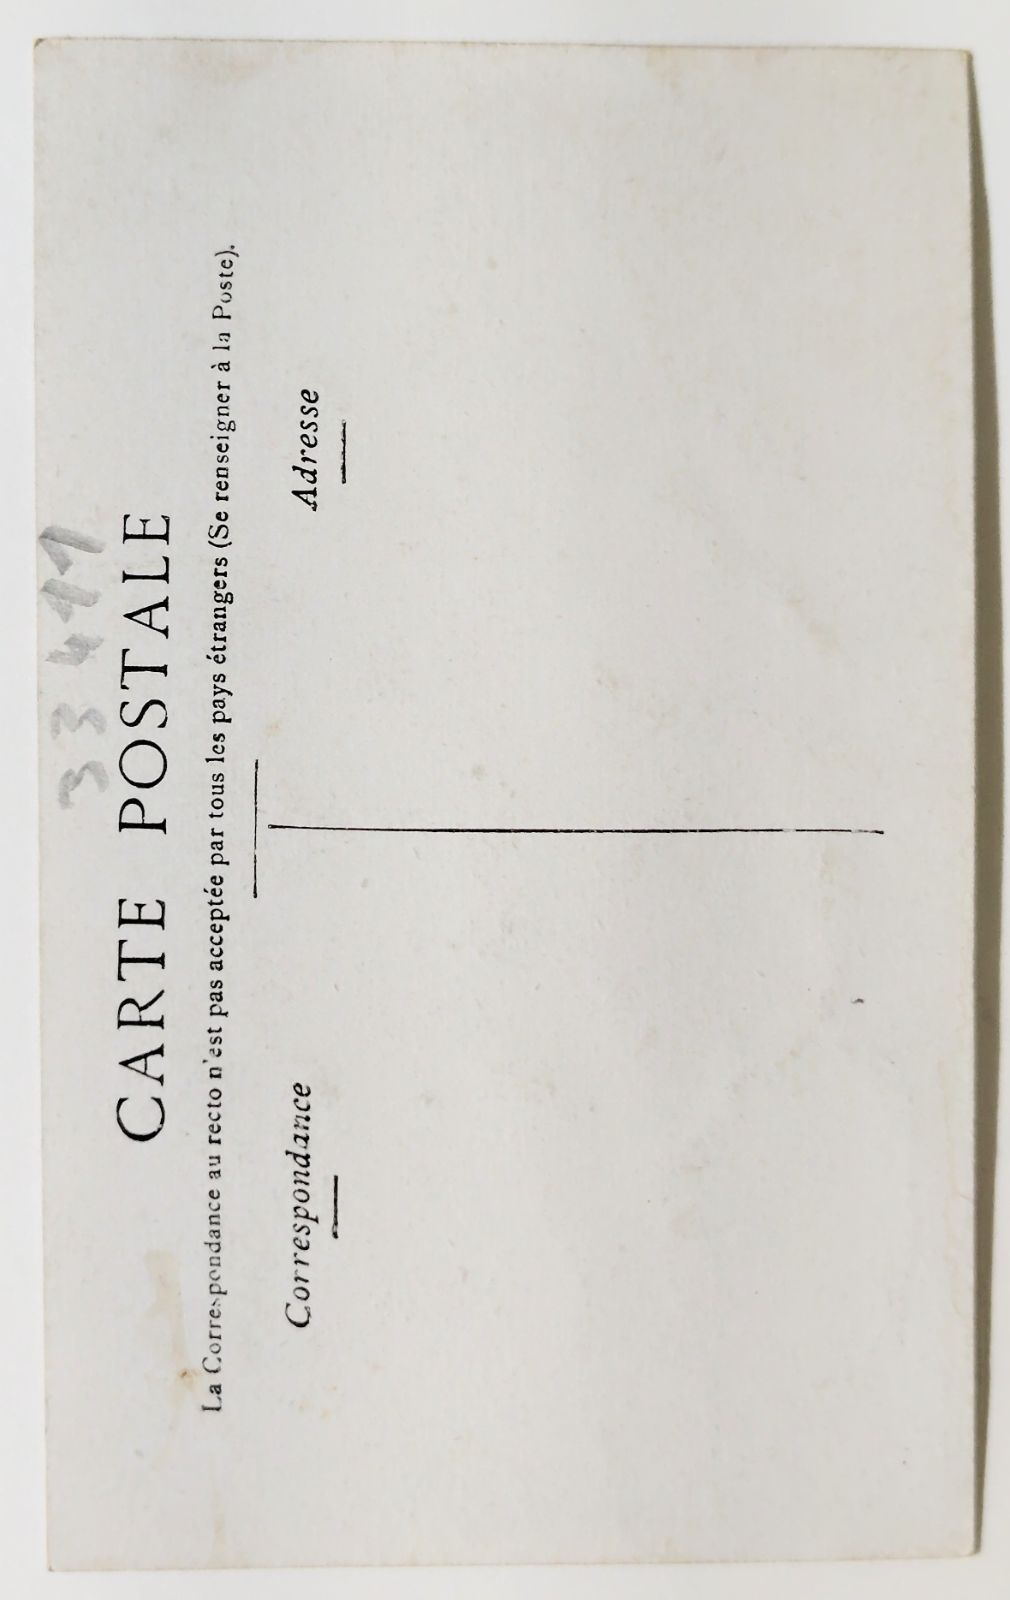 33411
CARTE POSTALE
La Correspondance au recto n'est pas acceptée par tous les pays étrangers (Se renseigner à la Poste).
Correspondance
Adresse